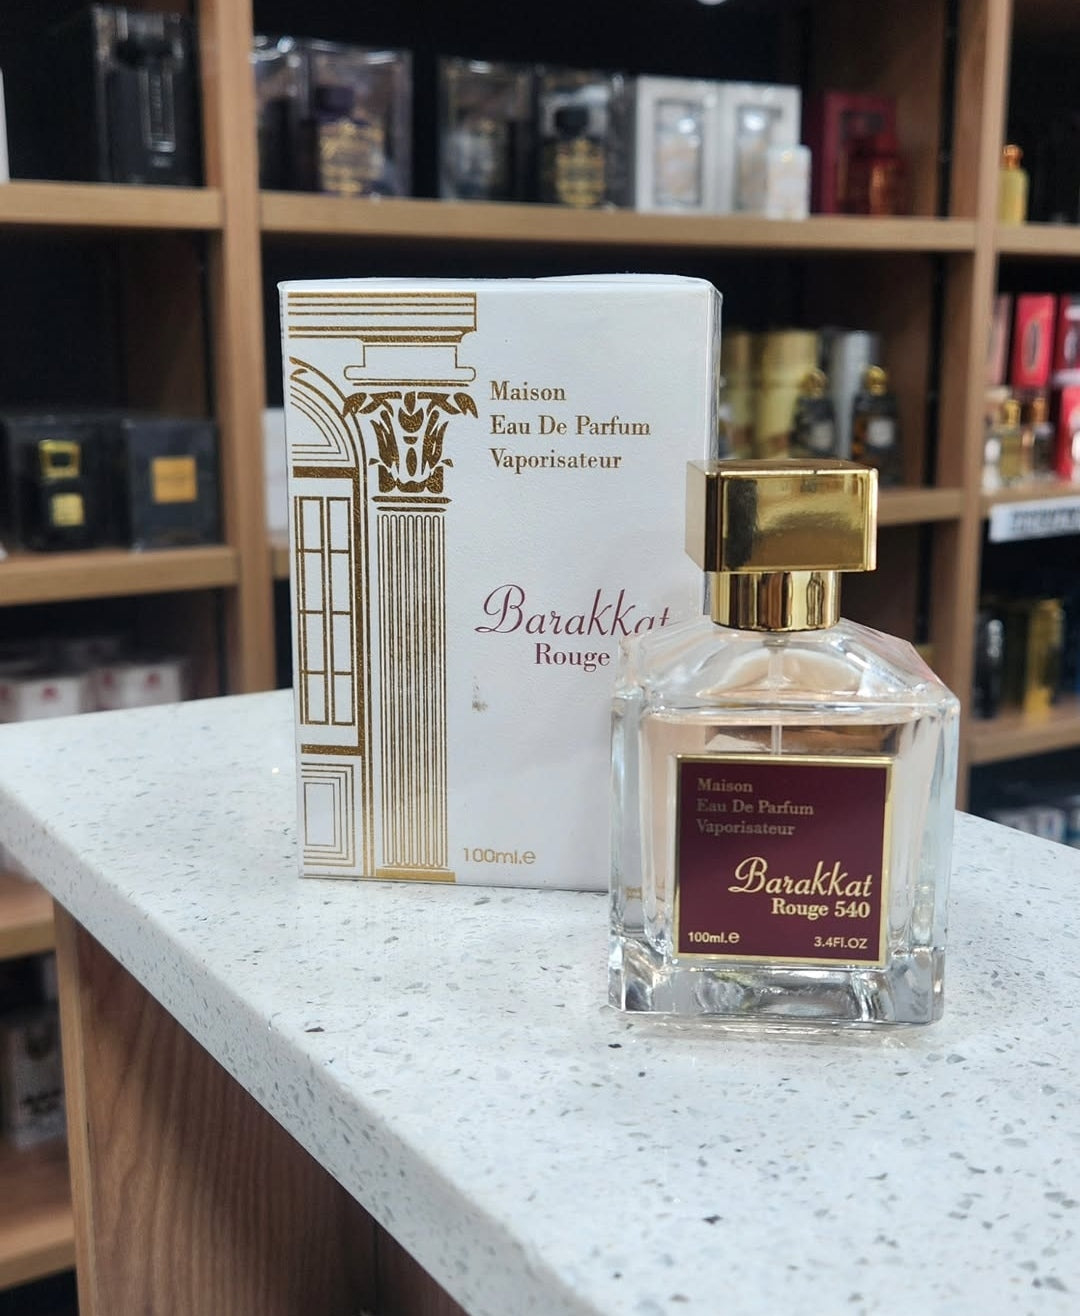 Maison
Eau De Parfum
Vaporisateur
Barakkat
Rouge
100ml.e
Maison
Eau De Parfum
Vaporisateur
Barakkat
Rouge 540
100ml.e
3.4Fl.OZ